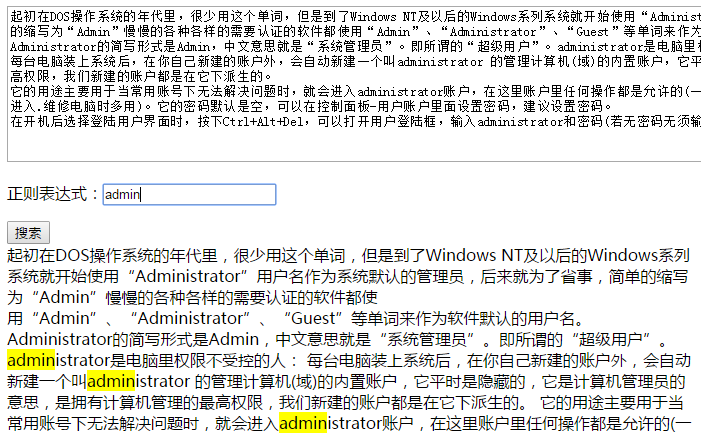 起初在DOS操作系统的年代里，很少用这个单词，但是到了Windows NT及以后的Windows系列系统就开始使用“Administ
的缩写为“Admin”慢慢的各种各样的需要认证的软件都使用“Admin”、“Administrator”、“Guest”等单词来作为
Administrator的简写形式是Admin，中文意思就是“系统管理员”。即所谓的“超级用户”。administrator是电脑里权
每台电脑装上系统后，在你自己新建的账户外，会自动新建一个叫administrator 的管理计算机(域)的内置账户，它平
高权限，我们新建的账户都是在它下派生的。
它的用途主要用于当常用账号下无法解决问题时，就会进入administrator账户，在这里账户里任何操作都是允许的(一
进入.维修电脑时多用)。它的密码默认是空，可以在控制面板-用户账户里面设置密码，建议设置密码。
在开机后选择登陆用户界面时，按下Ctrl+Alt+Del，可以打开用户登陆框，输入administrator和密码(若无密码无须输
正则表达式：admin
搜索
起初在DOS操作系统的年代里，很少用这个单词，但是到了Windows NT及以后的Windows系列
系统就开始使用“Administrator”用户名作为系统默认的管理员，后来就为了省事，简单的缩写
为“Admin”慢慢的各种各样的需要认证的软件都使
用“Admin”、“Administrator”、“Guest”等单词来作为软件默认的用户名。
Administrator的简写形式是Admin，中文意思就是“系统管理员”。即所谓的“超级用户”。
administrator是电脑里权限不受控的人： 每台电脑装上系统后，在你自己新建的账户外，会自动
新建一个叫administrator 的管理计算机(域)的内置账户，它平时是隐藏的，它是计算机管理员的
意思，是拥有计算机管理的最高权限，我们新建的账户都是在它下派生的。 它的用途主要用于当
常用账号下无法解决问题时，就会进入administrator账户，在这里账户里任何操作都是允许的(一